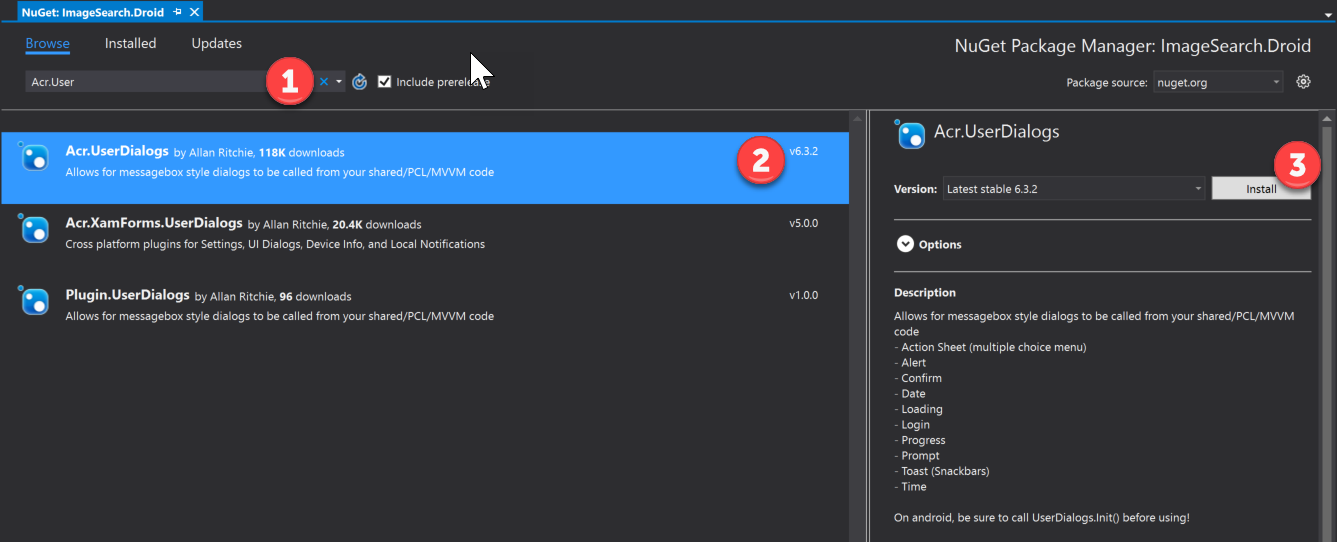 NuGet: ImageSearch.Droid
Browse Installed Updates
NuGet Package Manager: ImageSearch.Droid
Acr.User
1
Include prerelease
Package source: nuget.org
Acr.UserDialogs by Allan Ritchie, 118K downloads
v6.3.2
Allows for messagebox style dialogs to be called from your shared/PCL/MVVM code
2
Acr.XamForms.UserDialogs by Allan Ritchie, 20.4K downloads
v5.0.0
Cross platform plugins for Settings, UI Dialogs, Device Info, and Local Notifications
Plugin.UserDialogs by Allan Ritchie, 96 downloads
v1.0.0
Allows for messagebox style dialogs to be called from your shared/PCL/MVVM code
Acr.UserDialogs
3
Version: Latest stable 6.3.2 Install
Options
Description
Allows for messagebox style dialogs to be called from your shared/PCL/MVVM
code
- Action Sheet (multiple choice menu)
- Alert
- Confirm
- Date
- Loading
- Login
- Progress
- Prompt
- Toast (Snackbars)
- Time
On android, be sure to call UserDialogs.Init() before using!